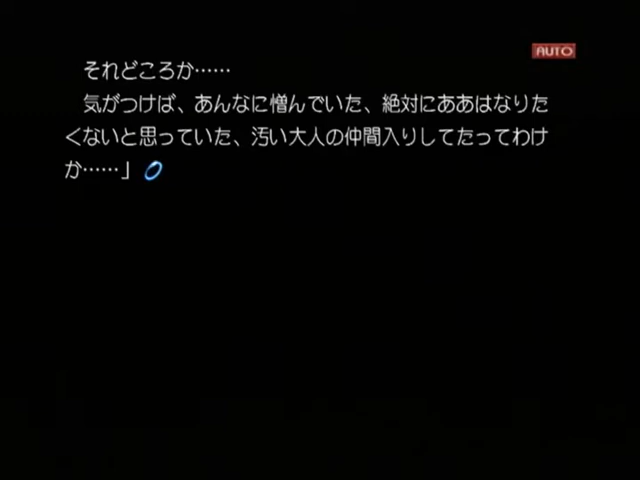 AUTO
それどころか……
気がつけば、あんなに憎んでいた、絶対にああはなりた
くないと思っていた、汚い大人の仲間入りしてたってわけ
か……」